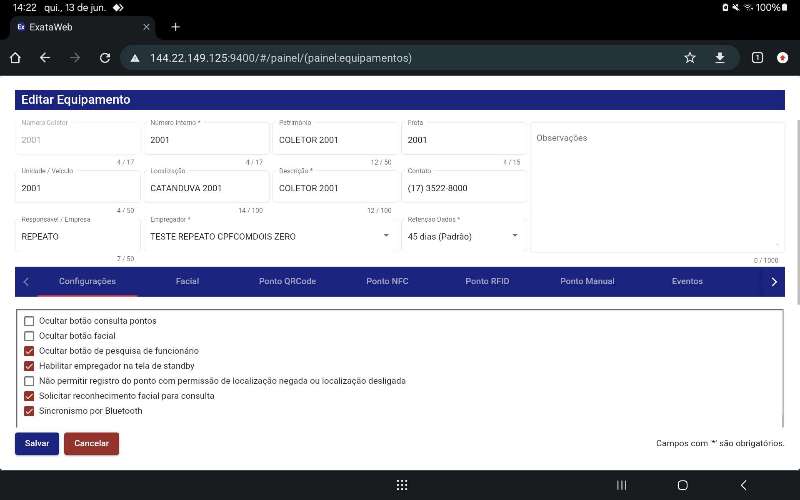 14:22 qui., 13 de jun. 100%
Ex ExataWeb
144.22.149.125:9400/#/painel/(painel:equipamentos) 1
Editar Equipamento
Número Coletor Número Interno * Patrimônio Frota
2001 2001 COLETOR 2001 2001 Observações
4 / 17 4 / 17 12 / 50 4 / 15
Unidade / Veículo Localização Descrição * Contato
2001 CATANDUVA 2001 COLETOR 2001 (17) 3522-8000
4 / 50 14 / 100 12 / 100
Responsável / Empresa Empregador * Retenção Dados *
REPEATO TESTE REPEATO CPFCOMDOIS ZERO 45 dias (Padrão)
7 / 50 0 / 1000
Configurações Facial Ponto QRCode Ponto NFC Ponto RFID Ponto Manual Eventos
Ocultar botão consulta pontos
Ocultar botão facial
Ocultar botão de pesquisa de funcionário
Habilitar empregador na tela de standby
Não permitir registro do ponto com permissão de localização negada ou localização desligada
Solicitar reconhecimento facial para consulta
Sincronismo por Bluetooth
Salvar Cancelar Campos com '*' são obrigatórios.